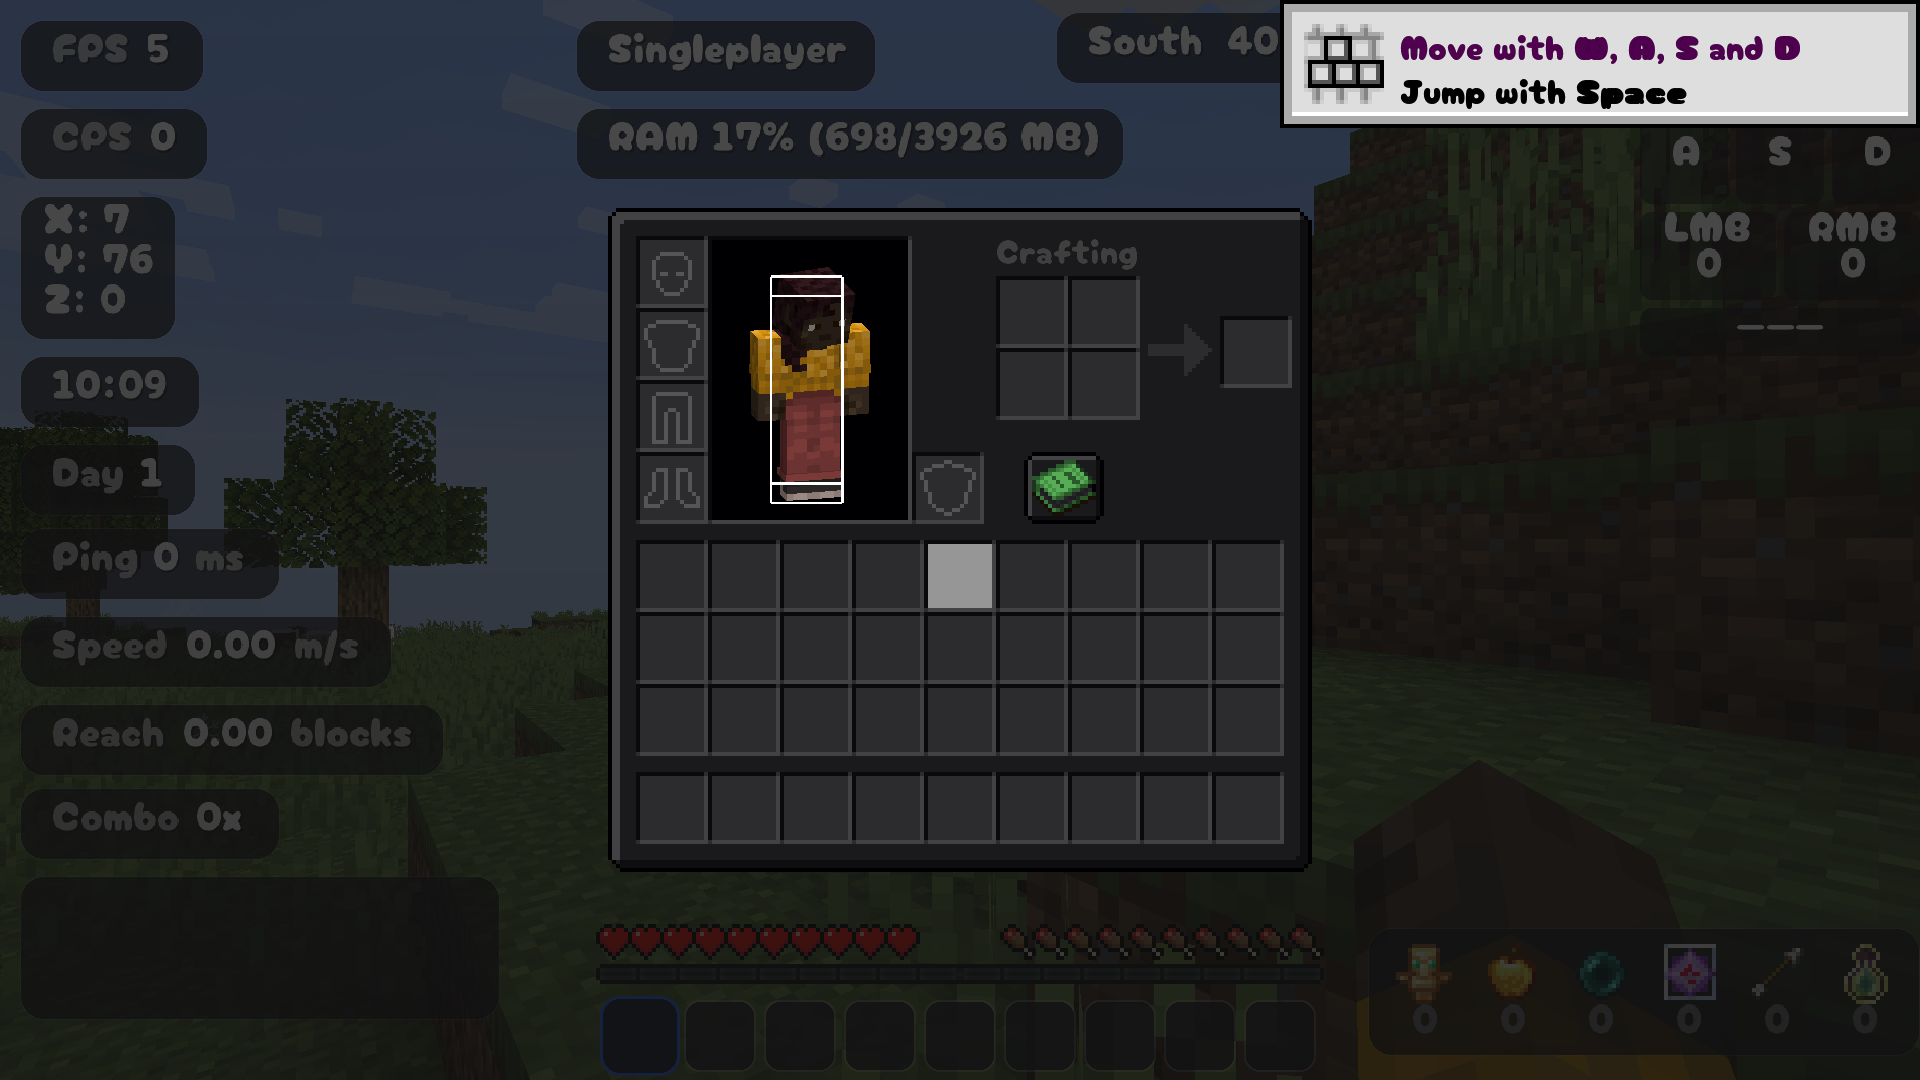 FPS 5
Singleplayer
South 40
Move with W, A, S and D
Jump with Space
CPS 0
RAM 17% (698/3926 MB)
A S D
X: 7
Y: 76
Z: 0
LMB RMB
0 0
Crafting
10:09
Day 1
Ping 0 ms
Speed 0.00 m/s
Reach 0.00 blocks
Combo 0x
0 0 0 0 0 0